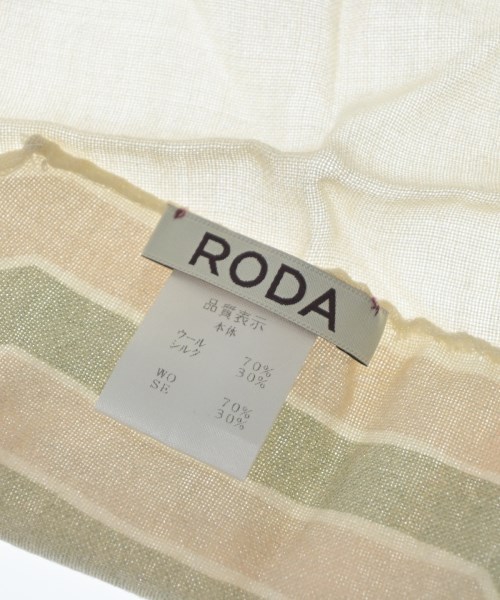 RODA
品質表示
本体
ウール 70%
シルク 30%
WO 70%
SE 30%